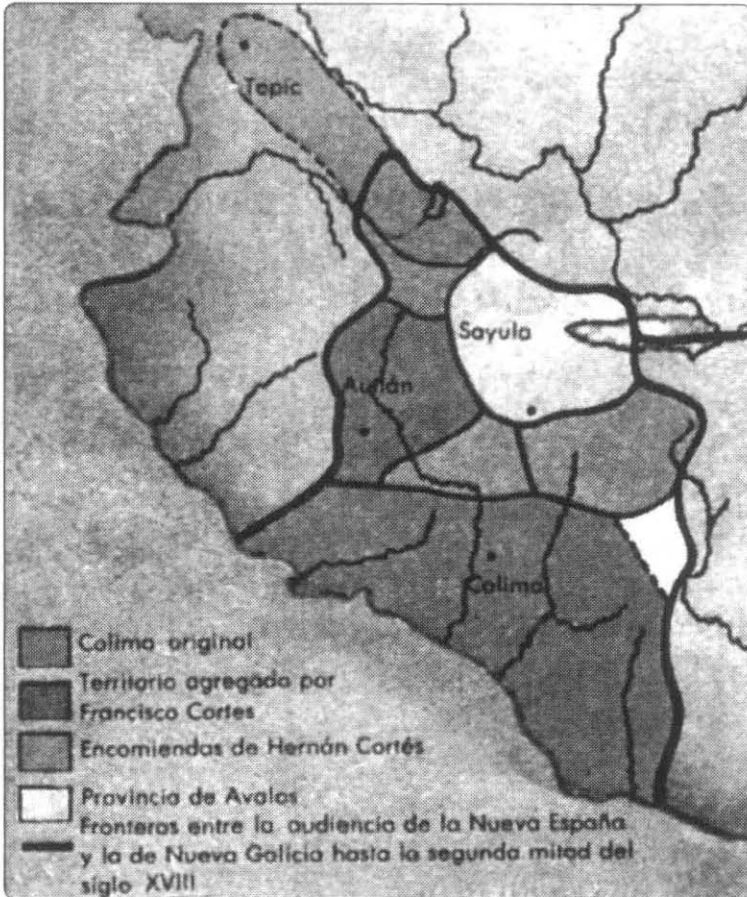 Tepic
Sayula
Autlán
Colima
Colima original
Territorio agregado por
Francisco Cortes
Encomiendas de Hernán Cortés
Provincia de Avalos
Fronteras entre la audiencia de la Nueva España
y la de Nueva Galicia hasta la segunda mitad del
siglo XVIII